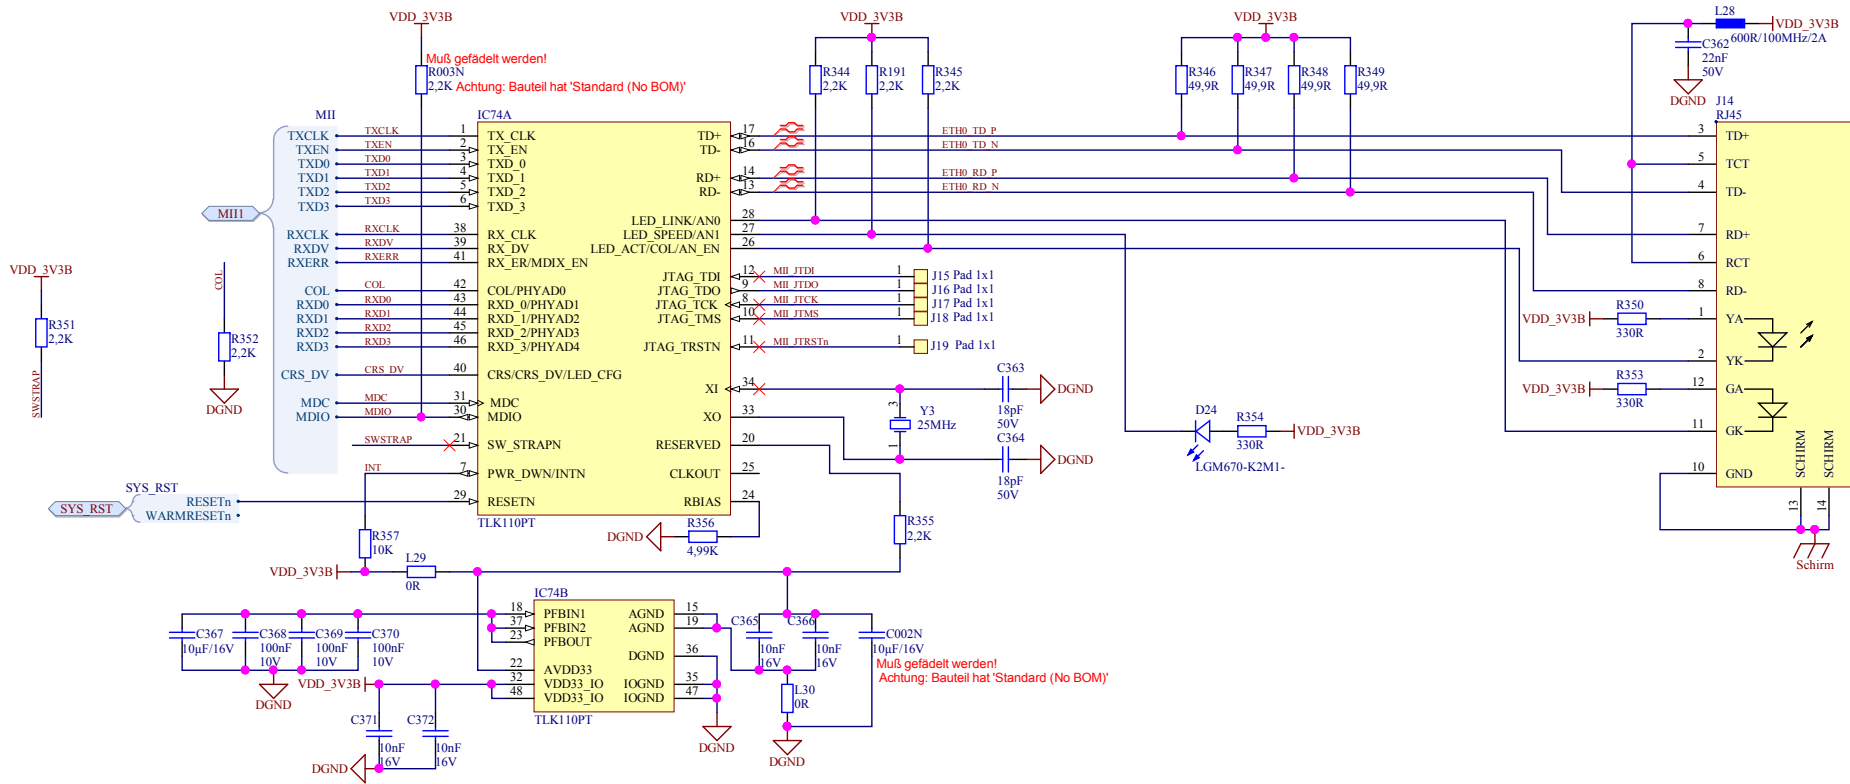 VDD_3V3B
VDD_3V3B
VDD_3V3B
L28
VDD_3V3B
600R/100MHz/2A
C362
22nF
50V
DGND
Muß gefädelt werden!
R003N
2,2K
Achtung: Bauteil hat 'Standard (No BOM)'
R344
2,2K
R191
2,2K
R345
2,2K
R346
49,9R
R347
49,9R
R348
49,9R
R349
49,9R
MII
TXCLK
TXEN
TXD0
TXD1
TXD2
TXD3
RXCLK
RXDV
RXERR
COL
RXD0
RXD1
RXD2
RXD3
CRS_DV
MDC
MDIO
MII1
TXCLK
TXEN
TXD0
TXD1
TXD2
TXD3
RXCLK
RXDV
RXERR
COL
RXD0
RXD1
RXD2
RXD3
CRS_DV
MDC
MDIO
SWSTRAP
INT
VDD_3V3B
R351
2,2K
SWSTRAP
COL
R352
2,2K
DGND
SYS_RST
SYS_RST
RESETn
WARMRESETn
IC74A
1 TX_CLK
2 TX_EN
3 TXD_0
4 TXD_1
5 TXD_2
6 TXD_3
38 RX_CLK
39 RX_DV
41 RX_ER/MDIX_EN
42 COL/PHYAD0
43 RXD_0/PHYAD1
44 RXD_1/PHYAD2
45 RXD_2/PHYAD3
46 RXD_3/PHYAD4
40 CRS/CRS_DV/LED_CFG
31 MDC
30 MDIO
21 SW_STRAPN
7 PWR_DWN/INTN
29 RESETN
TD+ 17
TD- 16
RD+ 14
RD- 13
LED_LINK/AN0 28
LED_SPEED/AN1 27
LED_ACT/COL/AN_EN 26
JTAG_TDI 12
JTAG_TDO 9
JTAG_TCK 8
JTAG_TMS 10
JTAG_TRSTN 11
XI 34
XO 33
RESERVED 20
CLKOUT 25
RBIAS 24
TLK110PT
ETH0_TD_P
ETH0_TD_N
ETH0_RD_P
ETH0_RD_N
MII_JTDI 1 J15 Pad 1x1
MII_JTDO 1 J16 Pad 1x1
MII_JTCK 1 J17 Pad 1x1
MII_JTMS 1 J18 Pad 1x1
MII_JTRSTn 1 J19 Pad 1x1
3
Y3
25MHz
1
C363
18pF
50V
DGND
C364
18pF
50V
DGND
D24
LGM670-K2M1-
R354
330R
VDD_3V3B
J14
RJ45
3 TD+
5 TCT
4 TD-
7 RD+
6 RCT
8 RD-
1 YA
2 YK
12 GA
11 GK
10 GND
SCHIRM
SCHIRM
13
14
Schirm
VDD_3V3B
R350
330R
VDD_3V3B
R353
330R
DGND
R356
4,99K
R355
2,2K
R357
10K
VDD_3V3B
L29
0R
IC74B
18 PFBIN1
37 PFBIN2
23 PFBOUT
22 AVDD33
32 VDD33_IO
48 VDD33_IO
AGND 15
AGND 19
DGND 36
IOGND 35
IOGND 47
TLK110PT
C367
10µF/16V
C368
100nF
10V
C369
100nF
10V
C370
100nF
10V
DGND
VDD_3V3B
C371
10nF
16V
C372
10nF
16V
DGND
DGND
C365
10nF
16V
C366
10nF
16V
C002N
10µF/16V
Muß gefädelt werden!
Achtung: Bauteil hat 'Standard (No BOM)'
L30
0R
DGND